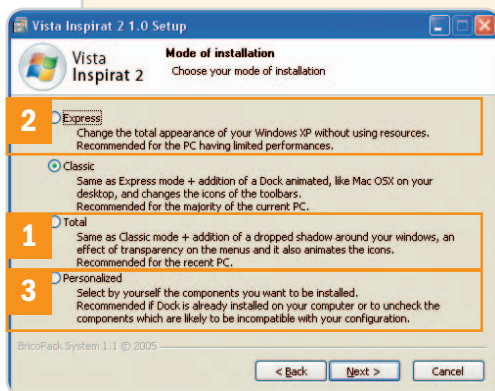 Vista Inspirat 2 1.0 Setup
Vista
Inspirat 2
Mode of installation
Choose your mode of installation
2
Express
Change the total appearance of your Windows XP without using resources.
Recommended for the PC having limited performances.
Classic
Same as Express mode + addition of a Dock animated, like Mac OSX on your
desktop, and changes the icons of the toolbars.
Recommended for the majority of the current PC.
1
Total
Same as Classic mode + addition of a dropped shadow around your windows, an
effect of transparency on the menus and it also animates the icons.
Recommended for the recent PC.
3
Personalized
Select by yourself the components you want to be installed.
Recommended if Dock is already installed on your computer or to uncheck the
components which are likely to be incompatible with your configuration.
BricoPack System 1.1 © 2005
< Back
Next >
Cancel